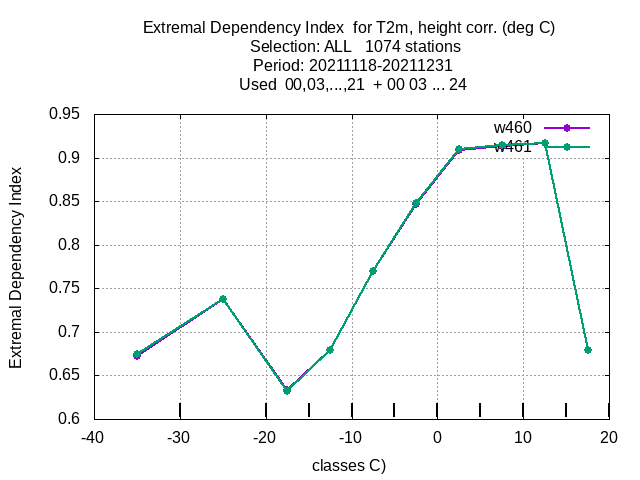 Extremal Dependency Index  for T2m, height corr. (deg C)
Selection: ALL   1074 stations
Period: 20211118-20211231
Used  00,03,...,21  + 00 03 ... 24
0.95
0.9
0.85
0.8
0.75
0.7
0.65
0.6
Extremal Dependency Index
w460
w461
-40
-30
-20
-10
0
10
20
classes C)